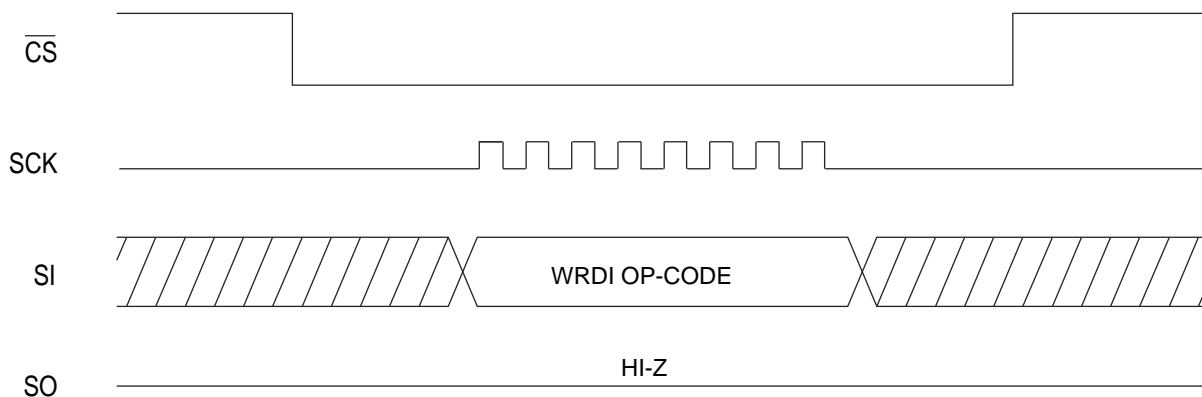 CS
SCK
SI
WRDI OP-CODE
HI-Z
SO